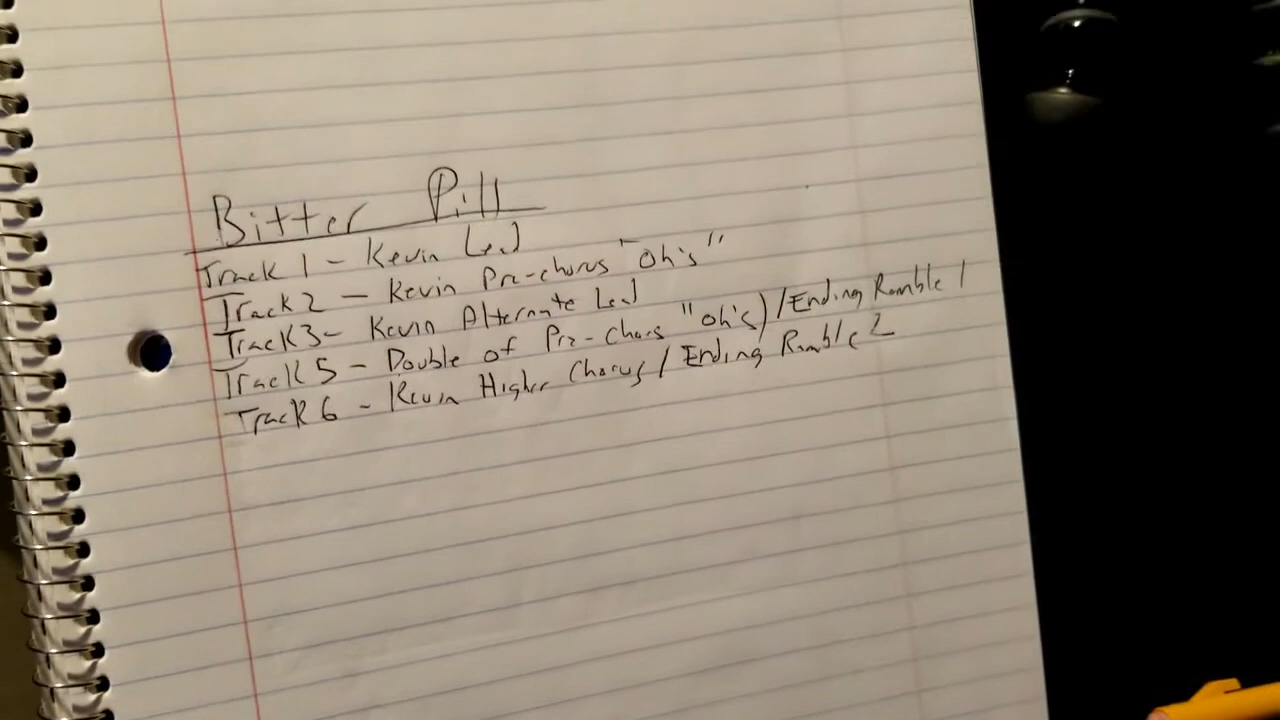 Bitter Pill
Track 1 - Kevin Lead
Track 2 - Kevin Pre-chorus "Oh's"
Track 3 - Kevin Alternate Lead
Track 5 - Double of Pre-Chorus "Oh's)/Ending Ramble 1
Track 6 - Kevin Higher Chorus / Ending Ramble 2